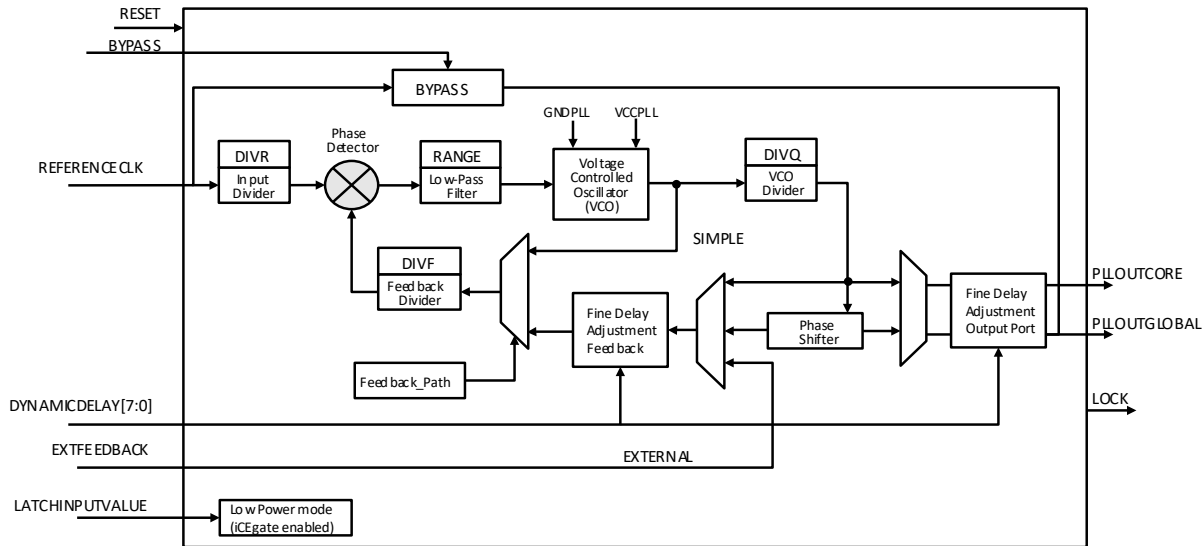 RESET
BYPASS
BYPASS
GNDPLL
VCCPLL
Phase
Detector
DIVR
Input
Divider
RANGE
Low-Pass
Filter
Voltage
Controlled
Oscillator
(VCO)
DIVQ
VCO
Divider
REFERENCECLK
SIMPLE
DIVF
Feedback
Divider
Fine Delay
Adjustment
Feedback
Phase
Shifter
Fine Delay
Adjustment
Output Port
PLLOUTCORE
PLLOUTGLOBAL
Feedback_Path
DYNAMICDELAY[7:0]
LOCK
EXTFEEDBACK
EXTERNAL
LATCHINPUTVALUE
Low Power mode
(iCEgate enabled)